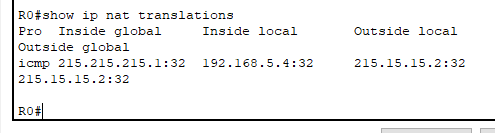 R0#show ip nat translations
Pro  Inside global     Inside local       Outside local
Outside global
icmp 215.215.215.1:32  192.168.5.4:32     215.15.15.2:32
215.15.15.2:32
R0#